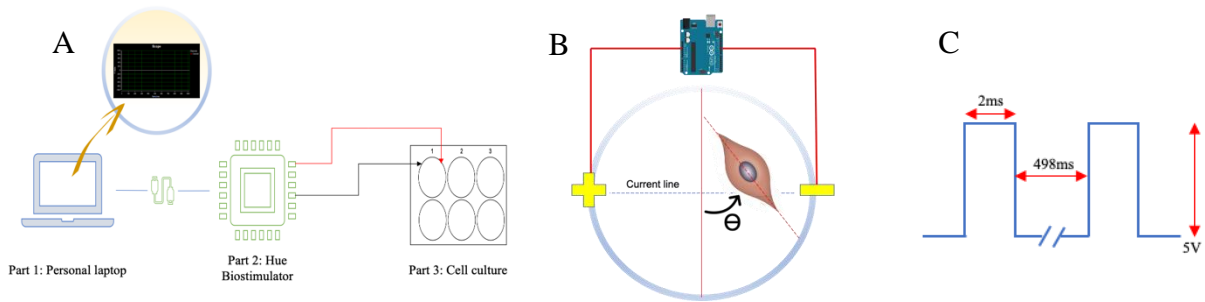 A
B
C
Part 1: Personal laptop
Part 2: Hue
Biostimulator
1 2 3
Part 3: Cell culture
Current line
Ɵ
2ms
498ms
5V